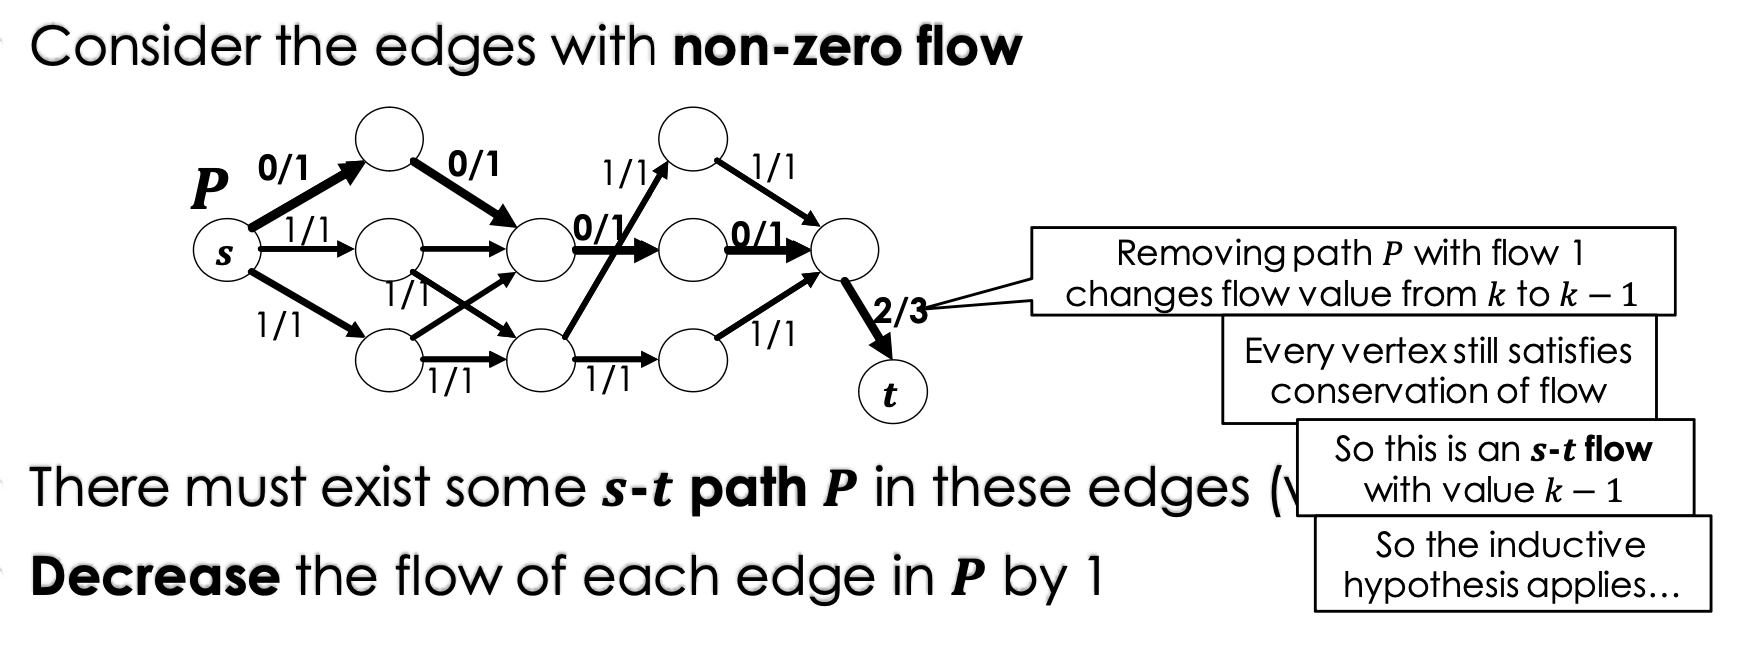 Consider the edges with non-zero flow
P
0/1
0/1
1/1
1/1
1/1
0/1
0/1
s
1/1
1/1
1/1
1/1
1/1
1/1
2/3
t
Removing path P with flow 1
changes flow value from k to k − 1
Every vertex still satisfies
conservation of flow
So this is an s-t flow
with value k − 1
So the inductive
hypothesis applies…
There must exist some s-t path P in these edges (
Decrease the flow of each edge in P by 1